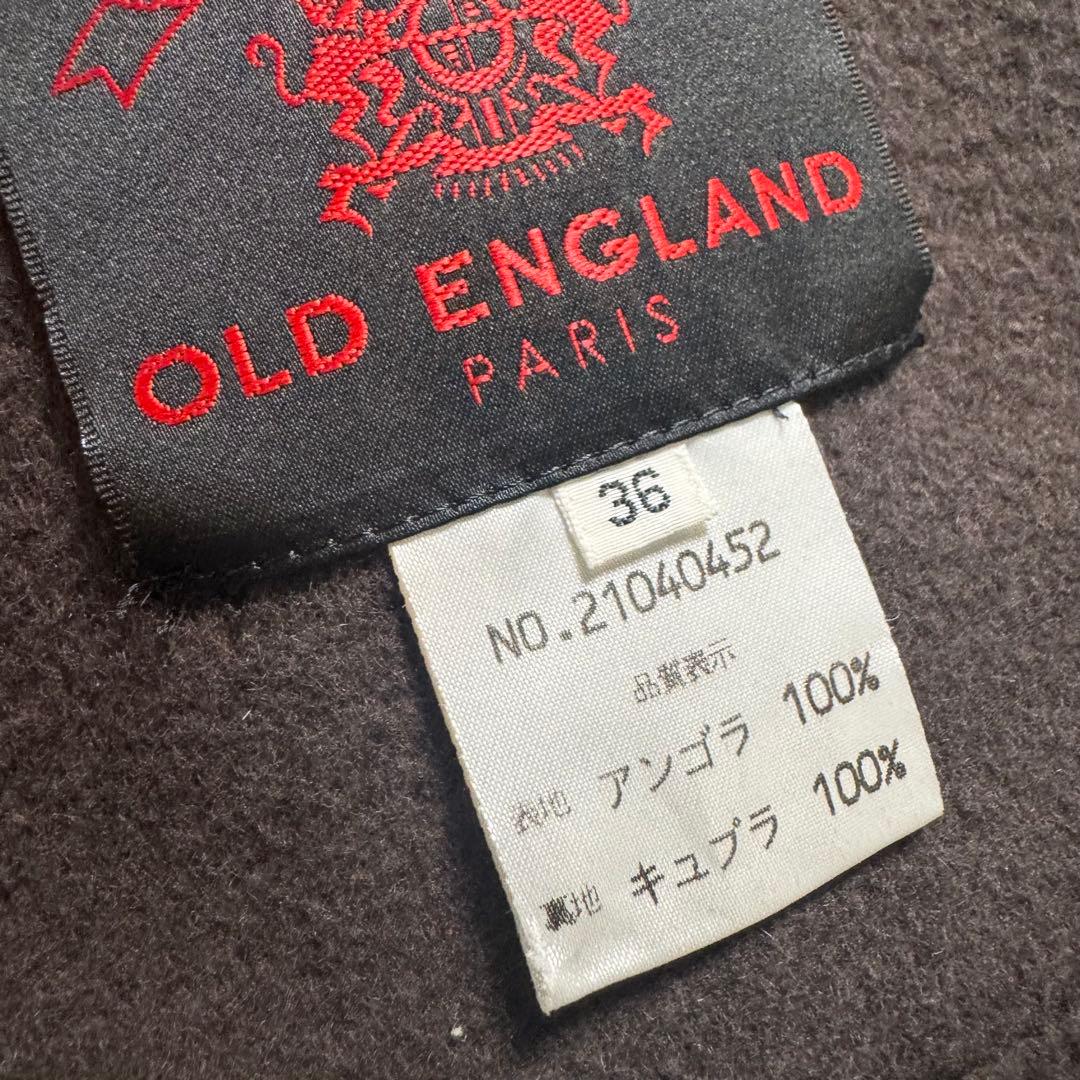 OLD ENGLAND
PARIS
36
NO.21040452
品質表示
表地 アンゴラ 100%
裏地 キュプラ 100%